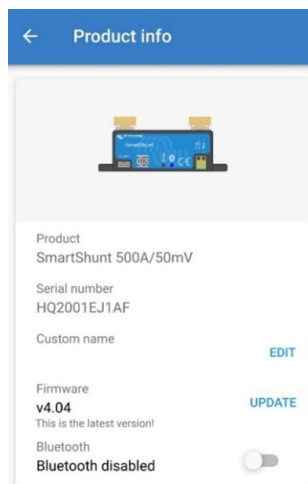 Product info
SmartShunt
Product
SmartShunt 500A/50mV
Serial number
HQ2001EJ1AF
Custom name
EDIT
Firmware
v4.04
UPDATE
This is the latest version!
Bluetooth
Bluetooth disabled